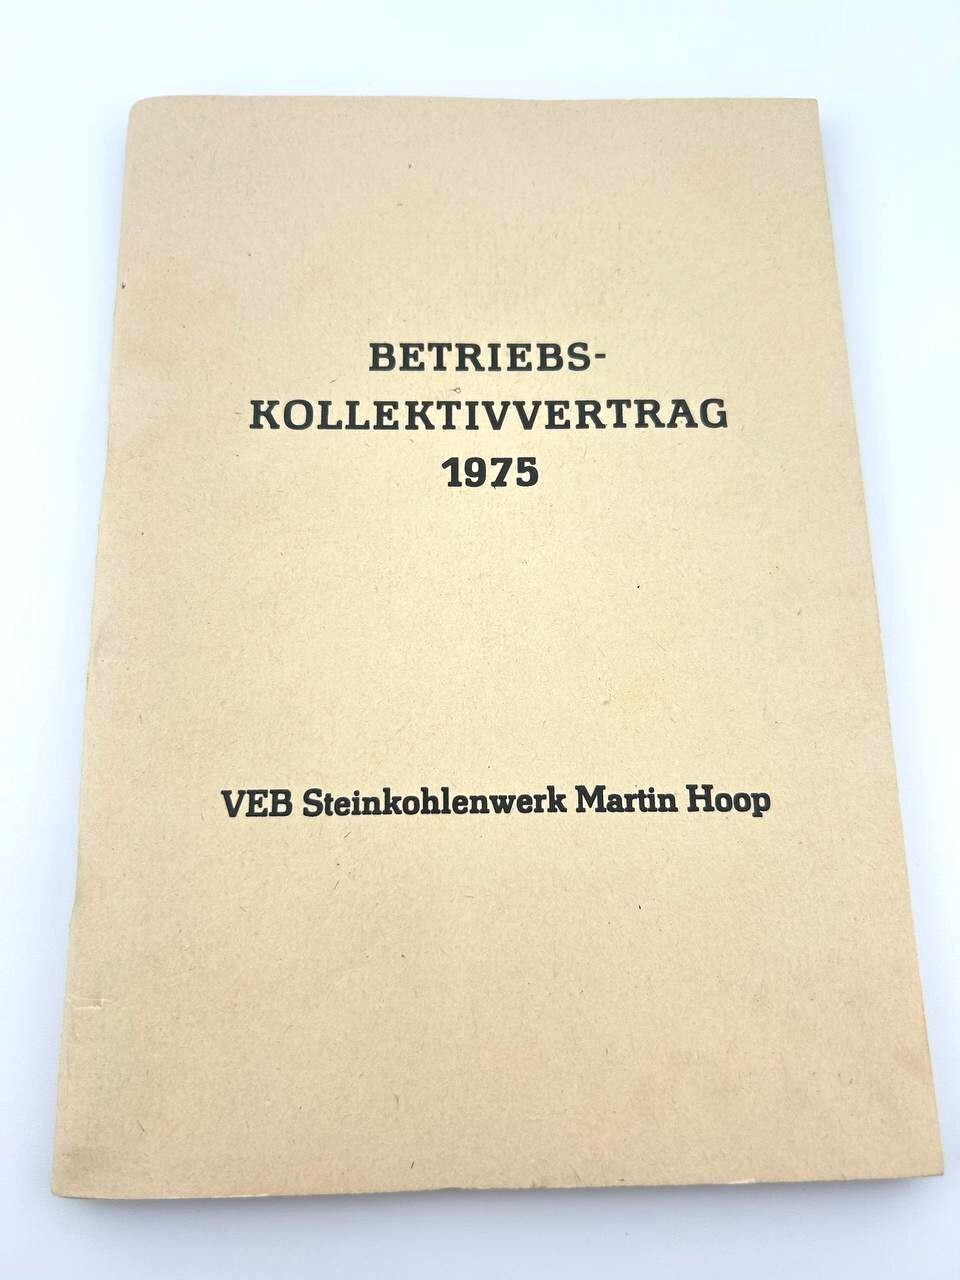 BETRIEBS-
KOLLEKTIVVERTRAG
1975
VEB Steinkohlenwerk Martin Hoop